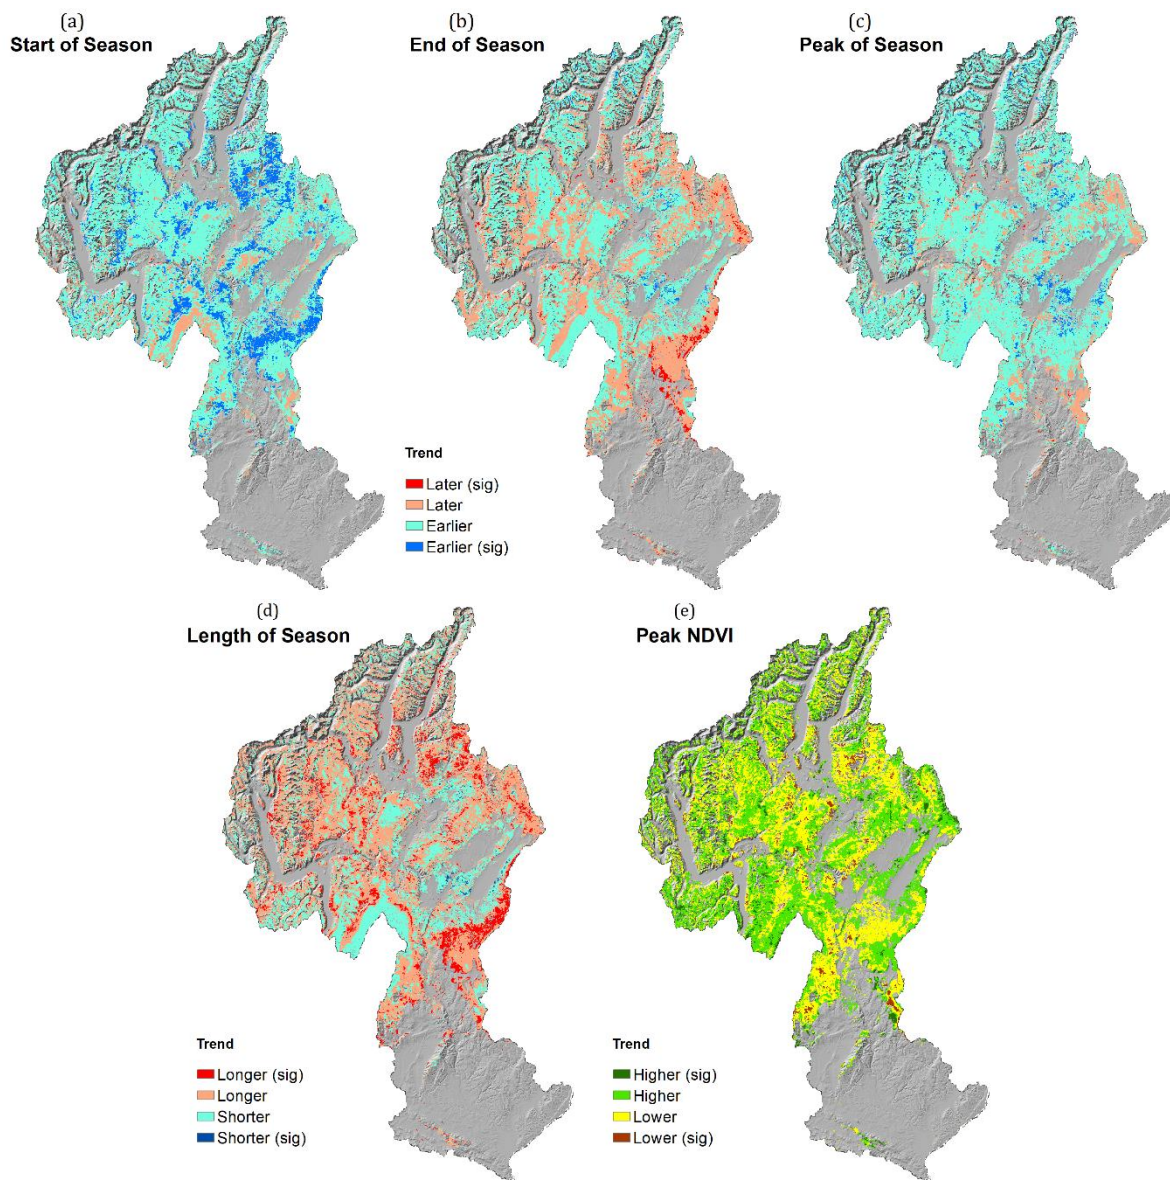 (a)
Start of Season
(b)
End of Season
(c)
Peak of Season
Trend
Later (sig)
Later
Earlier
Earlier (sig)
(d)
Length of Season
(e)
Peak NDVI
Trend
Longer (sig)
Longer
Shorter
Shorter (sig)
Trend
Higher (sig)
Higher
Lower
Lower (sig)